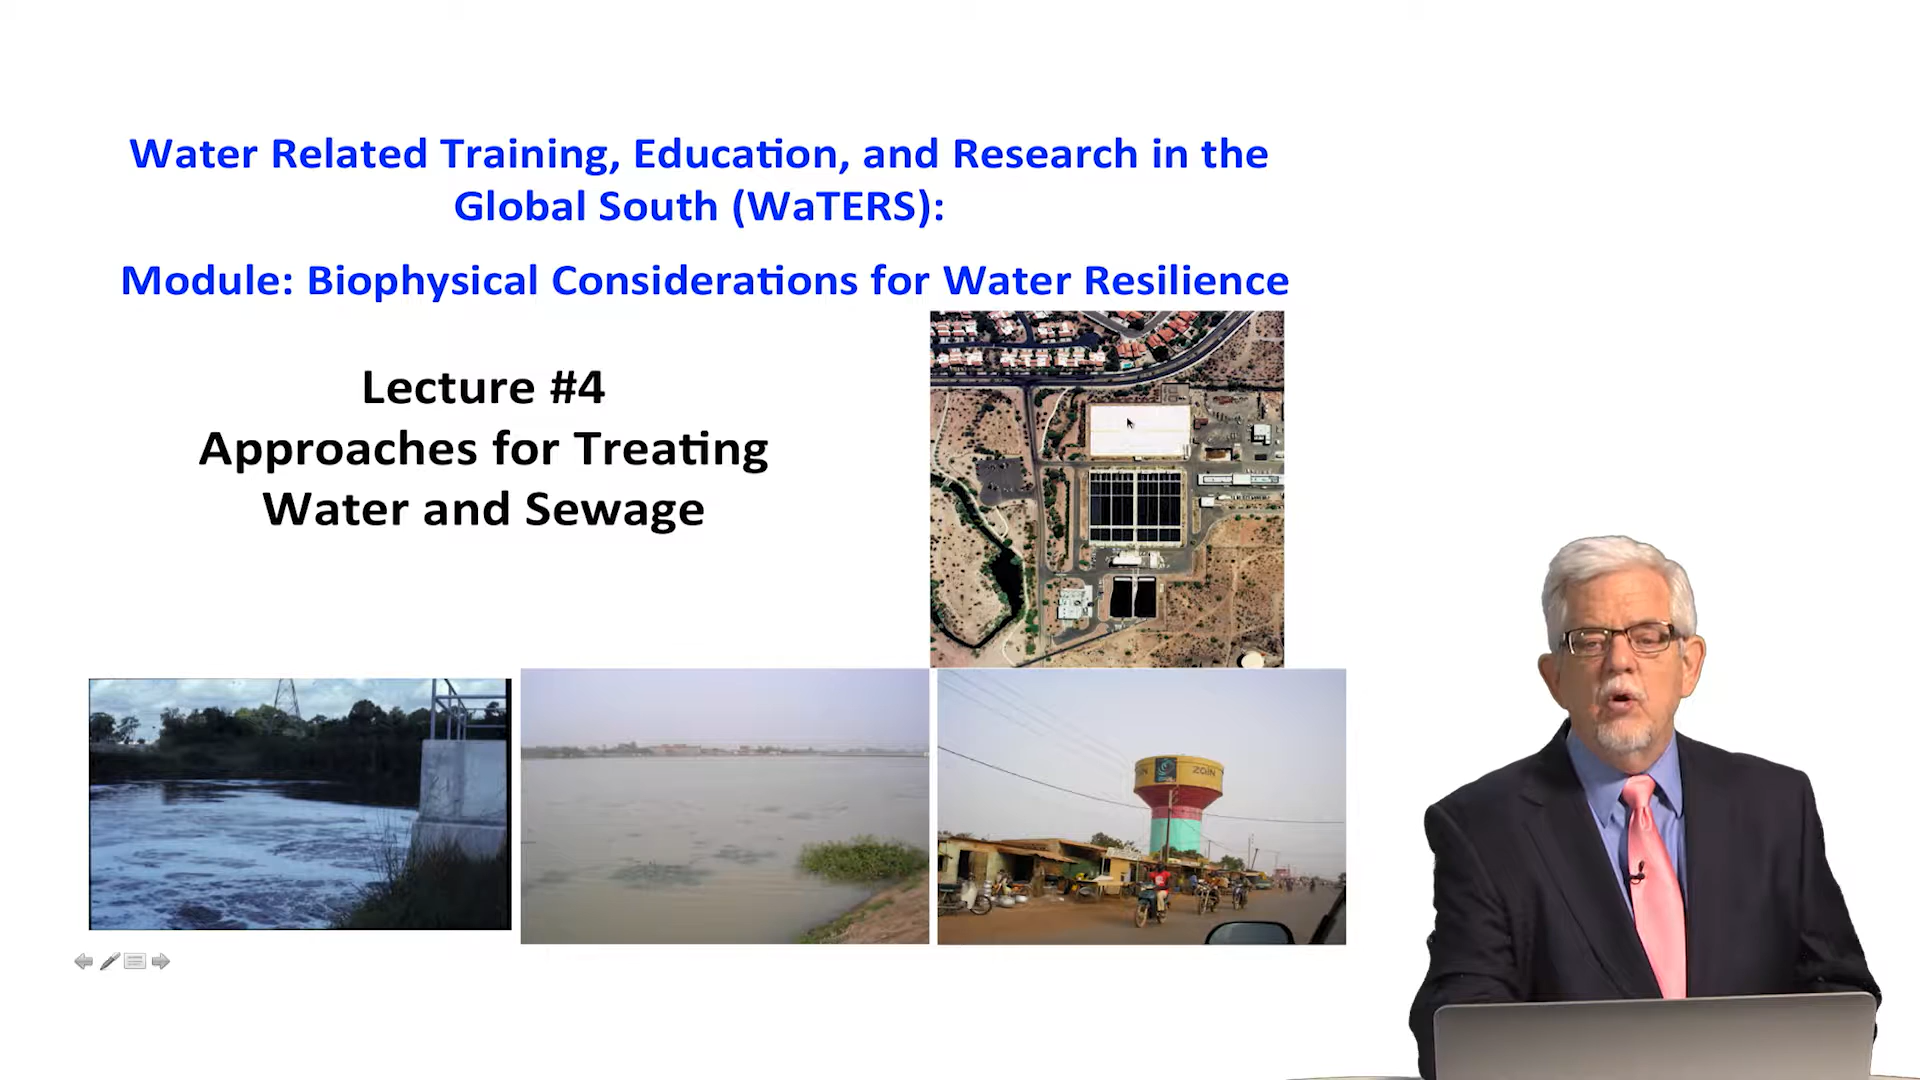 Water Related Training, Education, and Research in the
Global South (WaTERS):
Module: Biophysical Considerations for Water Resilience
Lecture #4
Approaches for Treating
Water and Sewage
ZAIN